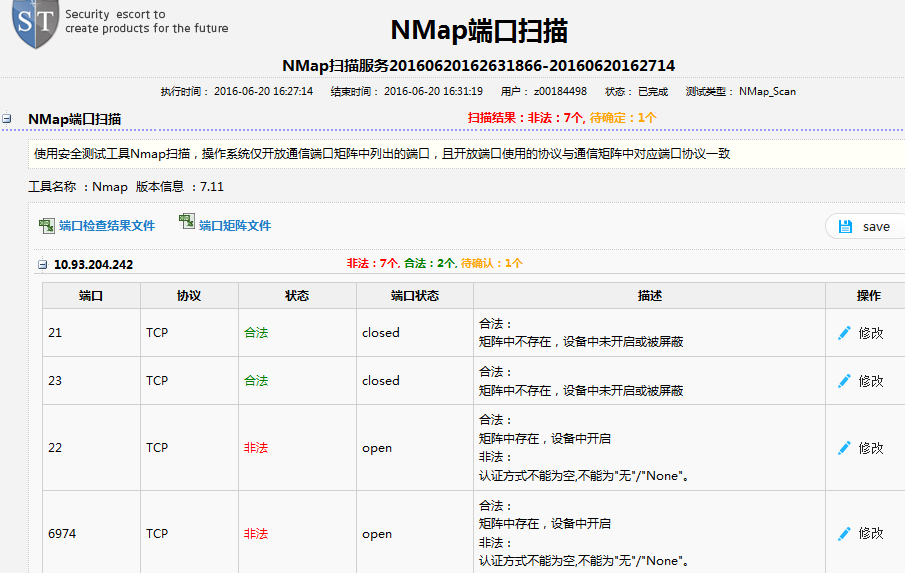 ST
Security escort to
create products for the future
NMap端口扫描
NMap扫描服务20160620162631866-20160620162714
执行时间： 2016-06-20 16:27:14 结束时间： 2016-06-20 16:31:19 用户： z00184498 状态： 已完成 测试类型： NMap_Scan
NMap端口扫描 扫描结果：非法：7个, 待确定：1个
使用安全测试工具Nmap扫描，操作系统仅开放通信端口矩阵中列出的端口，且开放端口使用的协议与通信矩阵中对应端口协议一致
工具名称 ：Nmap 版本信息 ：7.11
端口检查结果文件 端口矩阵文件 save
10.93.204.242 非法：7个, 合法：2个, 待确认：1个
端口 协议 状态 端口状态 描述 操作
21 TCP 合法 closed 合法：
矩阵中不存在，设备中未开启或被屏蔽 修改
23 TCP 合法 closed 合法：
矩阵中不存在，设备中未开启或被屏蔽 修改
22 TCP 非法 open 合法：
矩阵中存在，设备中开启
非法：
认证方式不能为空,不能为"无"/"None"。 修改
6974 TCP 非法 open 合法：
矩阵中存在，设备中开启
非法：
认证方式不能为空,不能为"无"/"None"。 修改